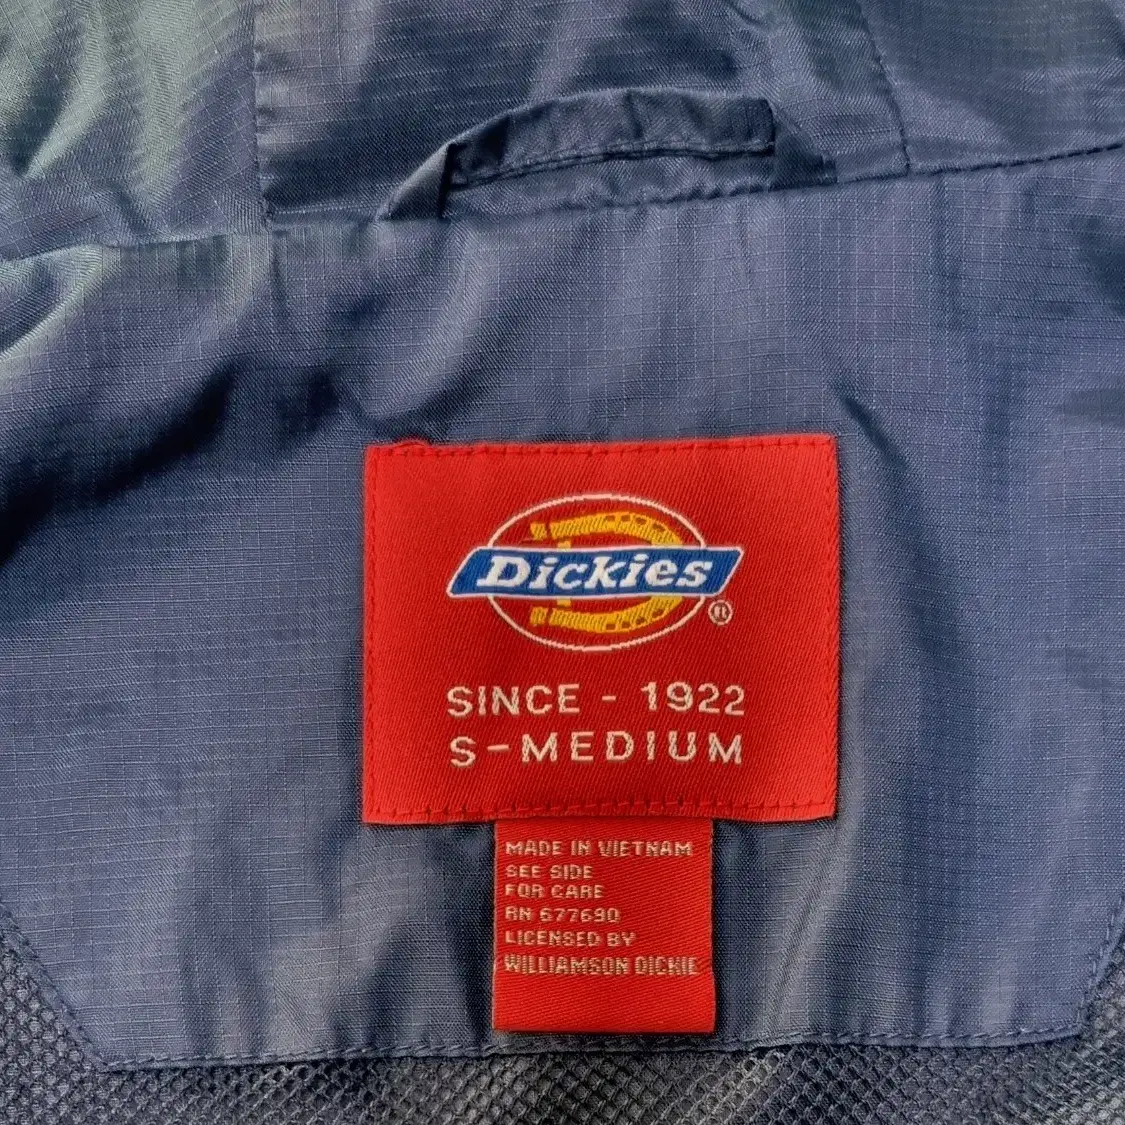 Dickies®
SINCE - 1922
S-MEDIUM
MADE IN VIETNAM
SEE SIDE
FOR CARE
RN 677690
LICENSED BY
WILLIAMSON DICKIE